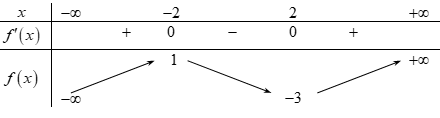 x −∞ −2 2 +∞
f′(x) + 0 − 0 +
1 +∞
f(x)
−∞ −3